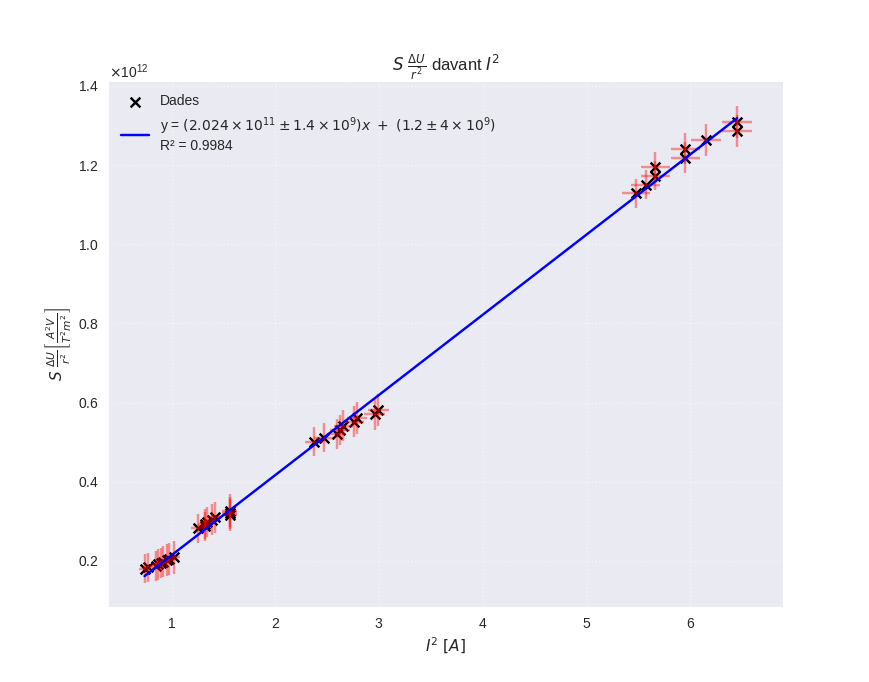 S ΔU/r² davant I²
×10¹²
Dades
y = (2.024 × 10¹¹ ± 1.4 × 10⁹)x + (1.2 ± 4 × 10⁹)
R² = 0.9984
1.4
1.2
1.0
0.8
0.6
0.4
0.2
S ΔU/r² [A²V/T²m²]
1 2 3 4 5 6
I² [A]